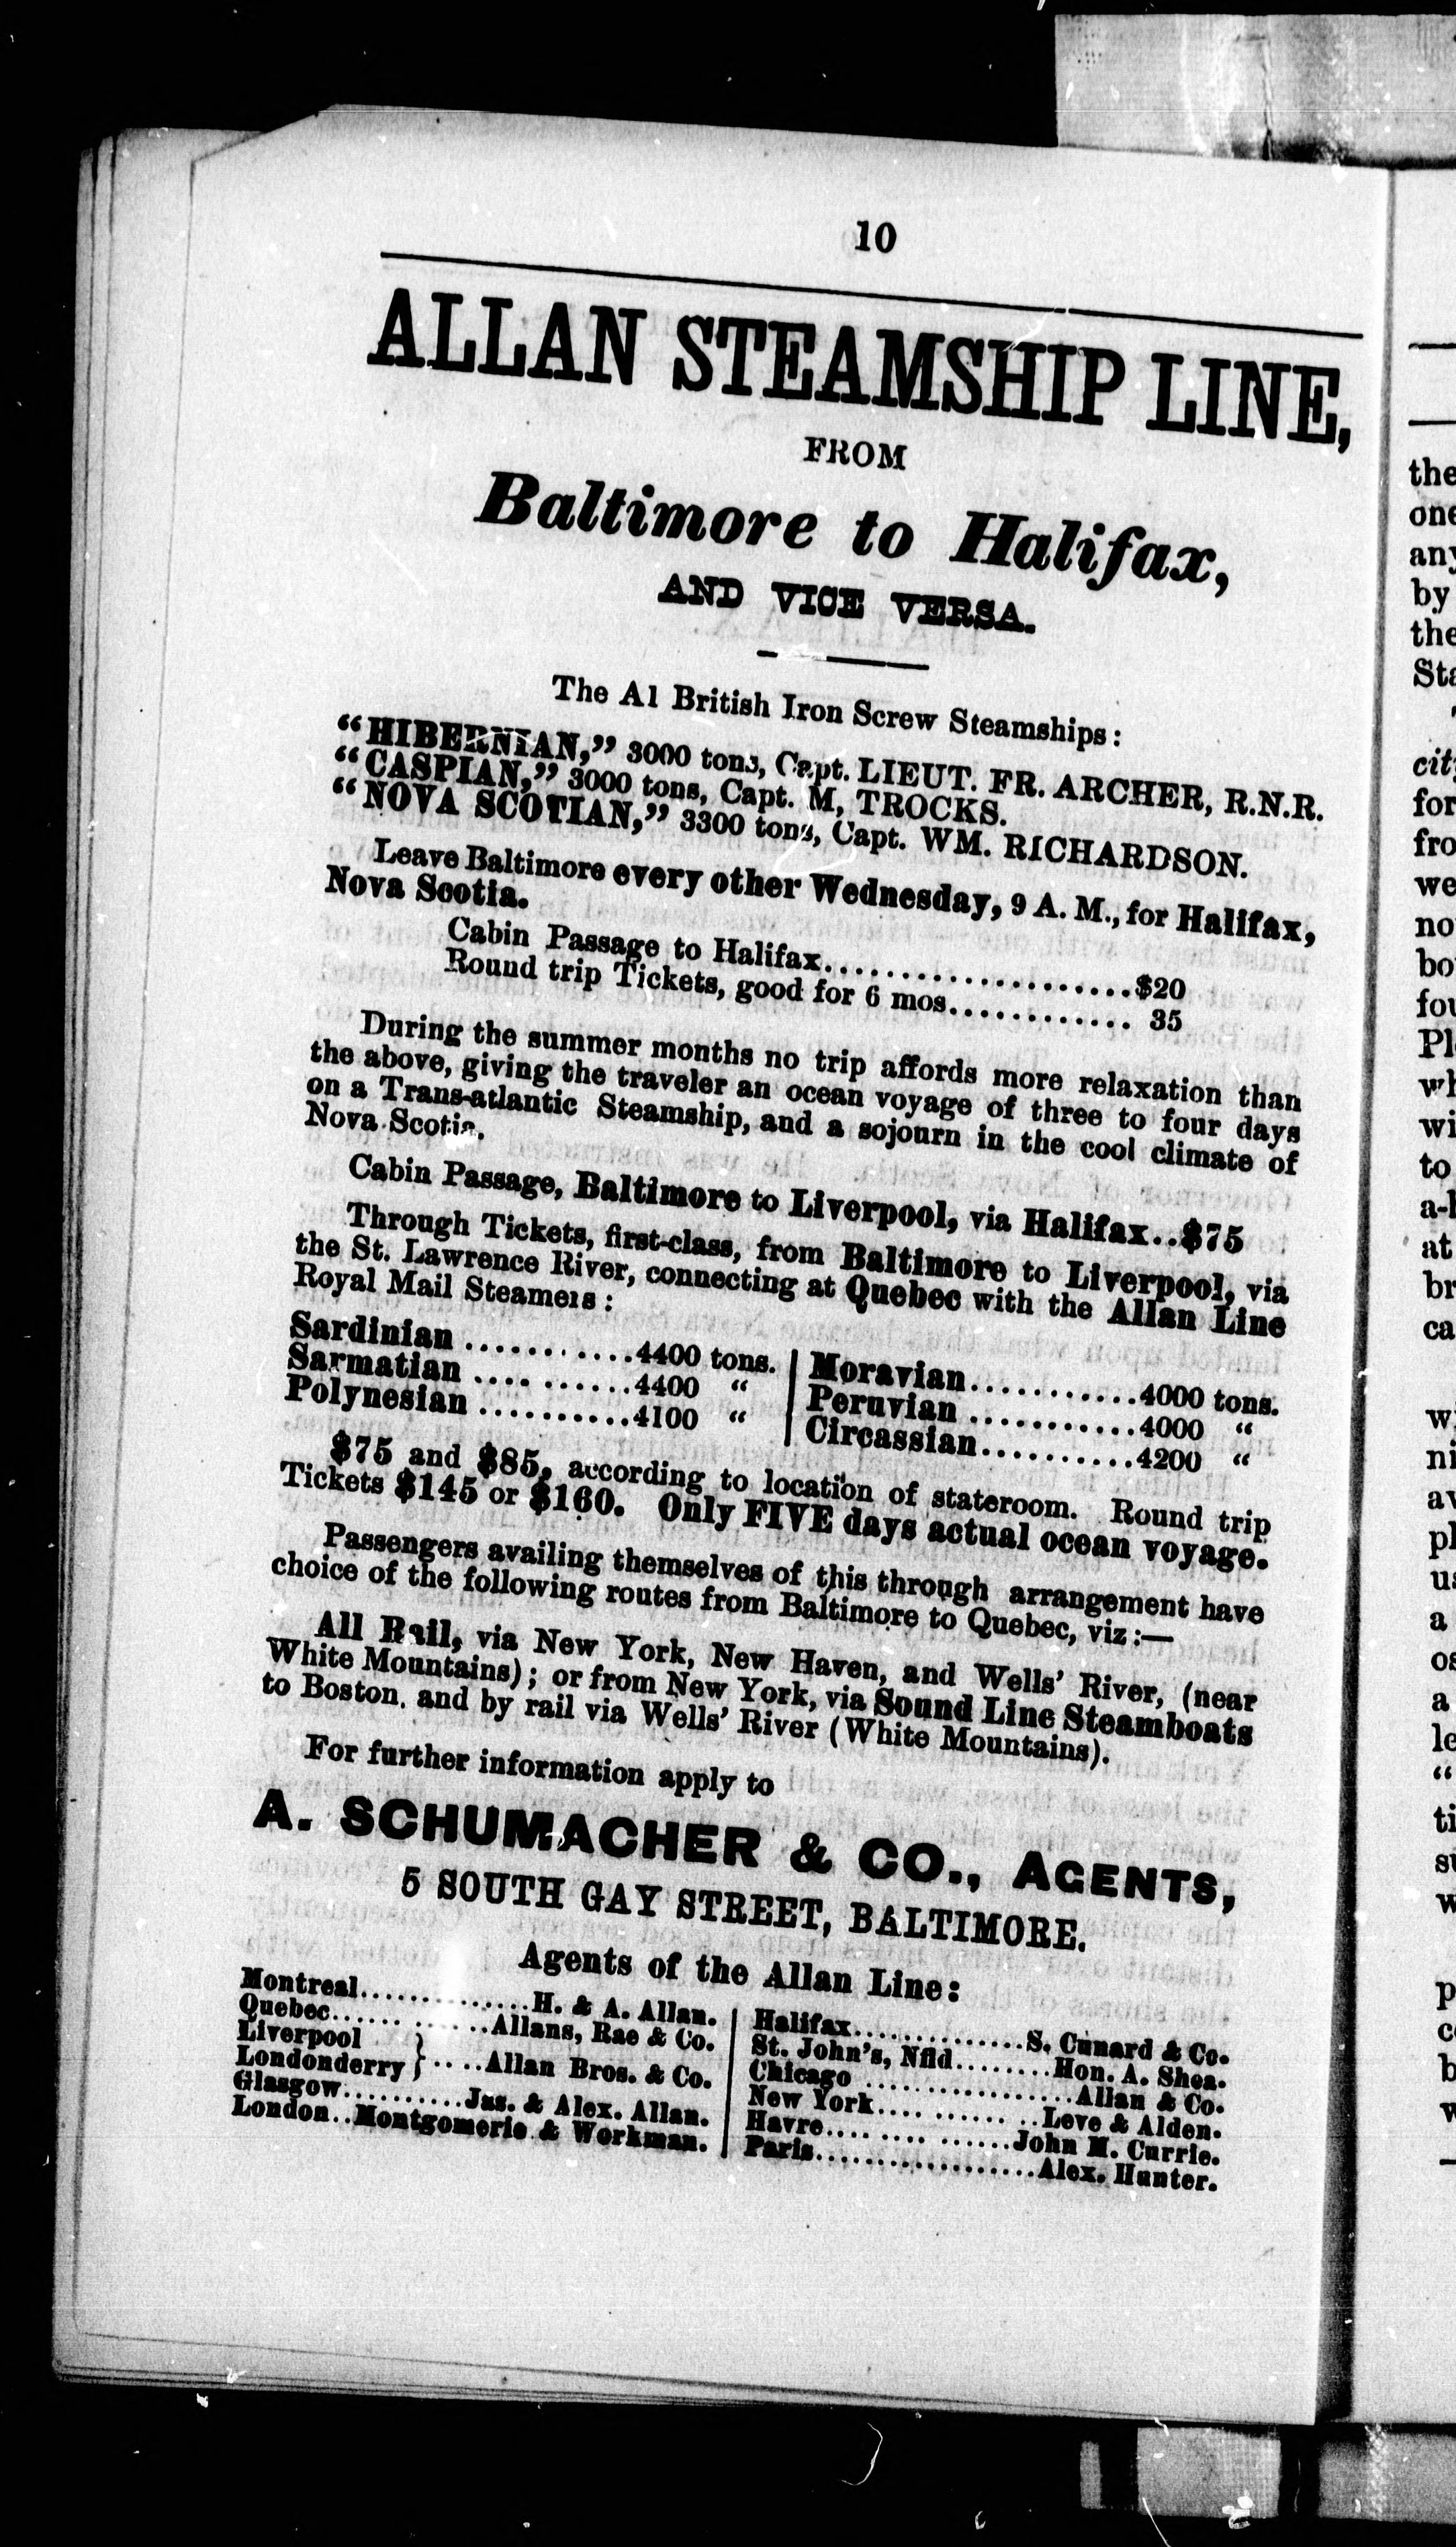 10
ALLAN STEAMSHIP LINE,
FROM
Baltimore to Halifax,
AND VICE VERSA.
The A1 British Iron Screw Steamships:
"HIBERNIAN," 3000 tons, Capt. LIEUT. FR. ARCHER, R.N.R.
"CASPIAN," 3000 tons, Capt. M, TROCKS.
"NOVA SCOTIAN," 3300 tons, Capt. WM. RICHARDSON.
Leave Baltimore every other Wednesday, 9 A. M., for Halifax,
Nova Scotia.
Cabin Passage to Halifax......................$20
Round trip Tickets, good for 6 mos............. 35
During the summer months no trip affords more relaxation than
the above, giving the traveler an ocean voyage of three to four days
on a Trans-atlantic Steamship, and a sojourn in the cool climate of
Nova Scotia.
Cabin Passage, Baltimore to Liverpool, via Halifax..$75
Through Tickets, first-class, from Baltimore to Liverpool, via
the St. Lawrence River, connecting at Quebec with the Allan Line
Royal Mail Steamers:
Sardinian ...........4400 tons. | Moravian...........4000 tons.
Sarmatian ...........4400 " | Peruvian ...........4000 "
Polynesian ..........4100 " | Circassian..........4200 "
$75 and $85, according to location of stateroom. Round trip
Tickets $145 or $160. Only FIVE days actual ocean voyage.
Passengers availing themselves of this through arrangement have
choice of the following routes from Baltimore to Quebec, viz:—
All Rail, via New York, New Haven, and Wells' River, (near
White Mountains); or from New York, via Sound Line Steamboats
to Boston, and by rail via Wells' River (White Mountains).
For further information apply to
A. SCHUMACHER & CO., AGENTS,
5 SOUTH GAY STREET, BALTIMORE.
Agents of the Allan Line:
Montreal..............H. & A. Allan. | Halifax...............S. Cunard & Co.
Quebec...........Allans, Rae & Co. | St. John's, Nfld........Hon. A. Shea.
Liverpool } | Chicago ..................Allan & Co.
Londonderry } ....Allan Bros. & Co. | New York.............Leve & Alden.
Glasgow..........Jas. & Alex. Allan. | Havre...............John M. Currie.
London..Montgomerie & Workman. | Paris...................Alex. Hunter.
the
one
any
by
the